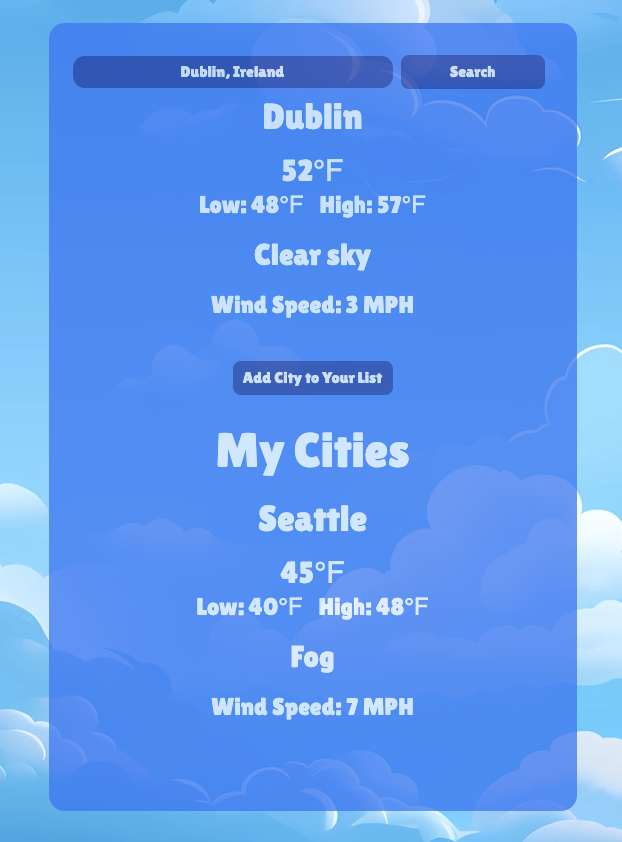 Dublin, Ireland
Search
Dublin
52°F
Low: 48°F High: 57°F
Clear sky
Wind Speed: 3 MPH
Add City to Your List
My Cities
Seattle
45°F
Low: 40°F High: 48°F
Fog
Wind Speed: 7 MPH